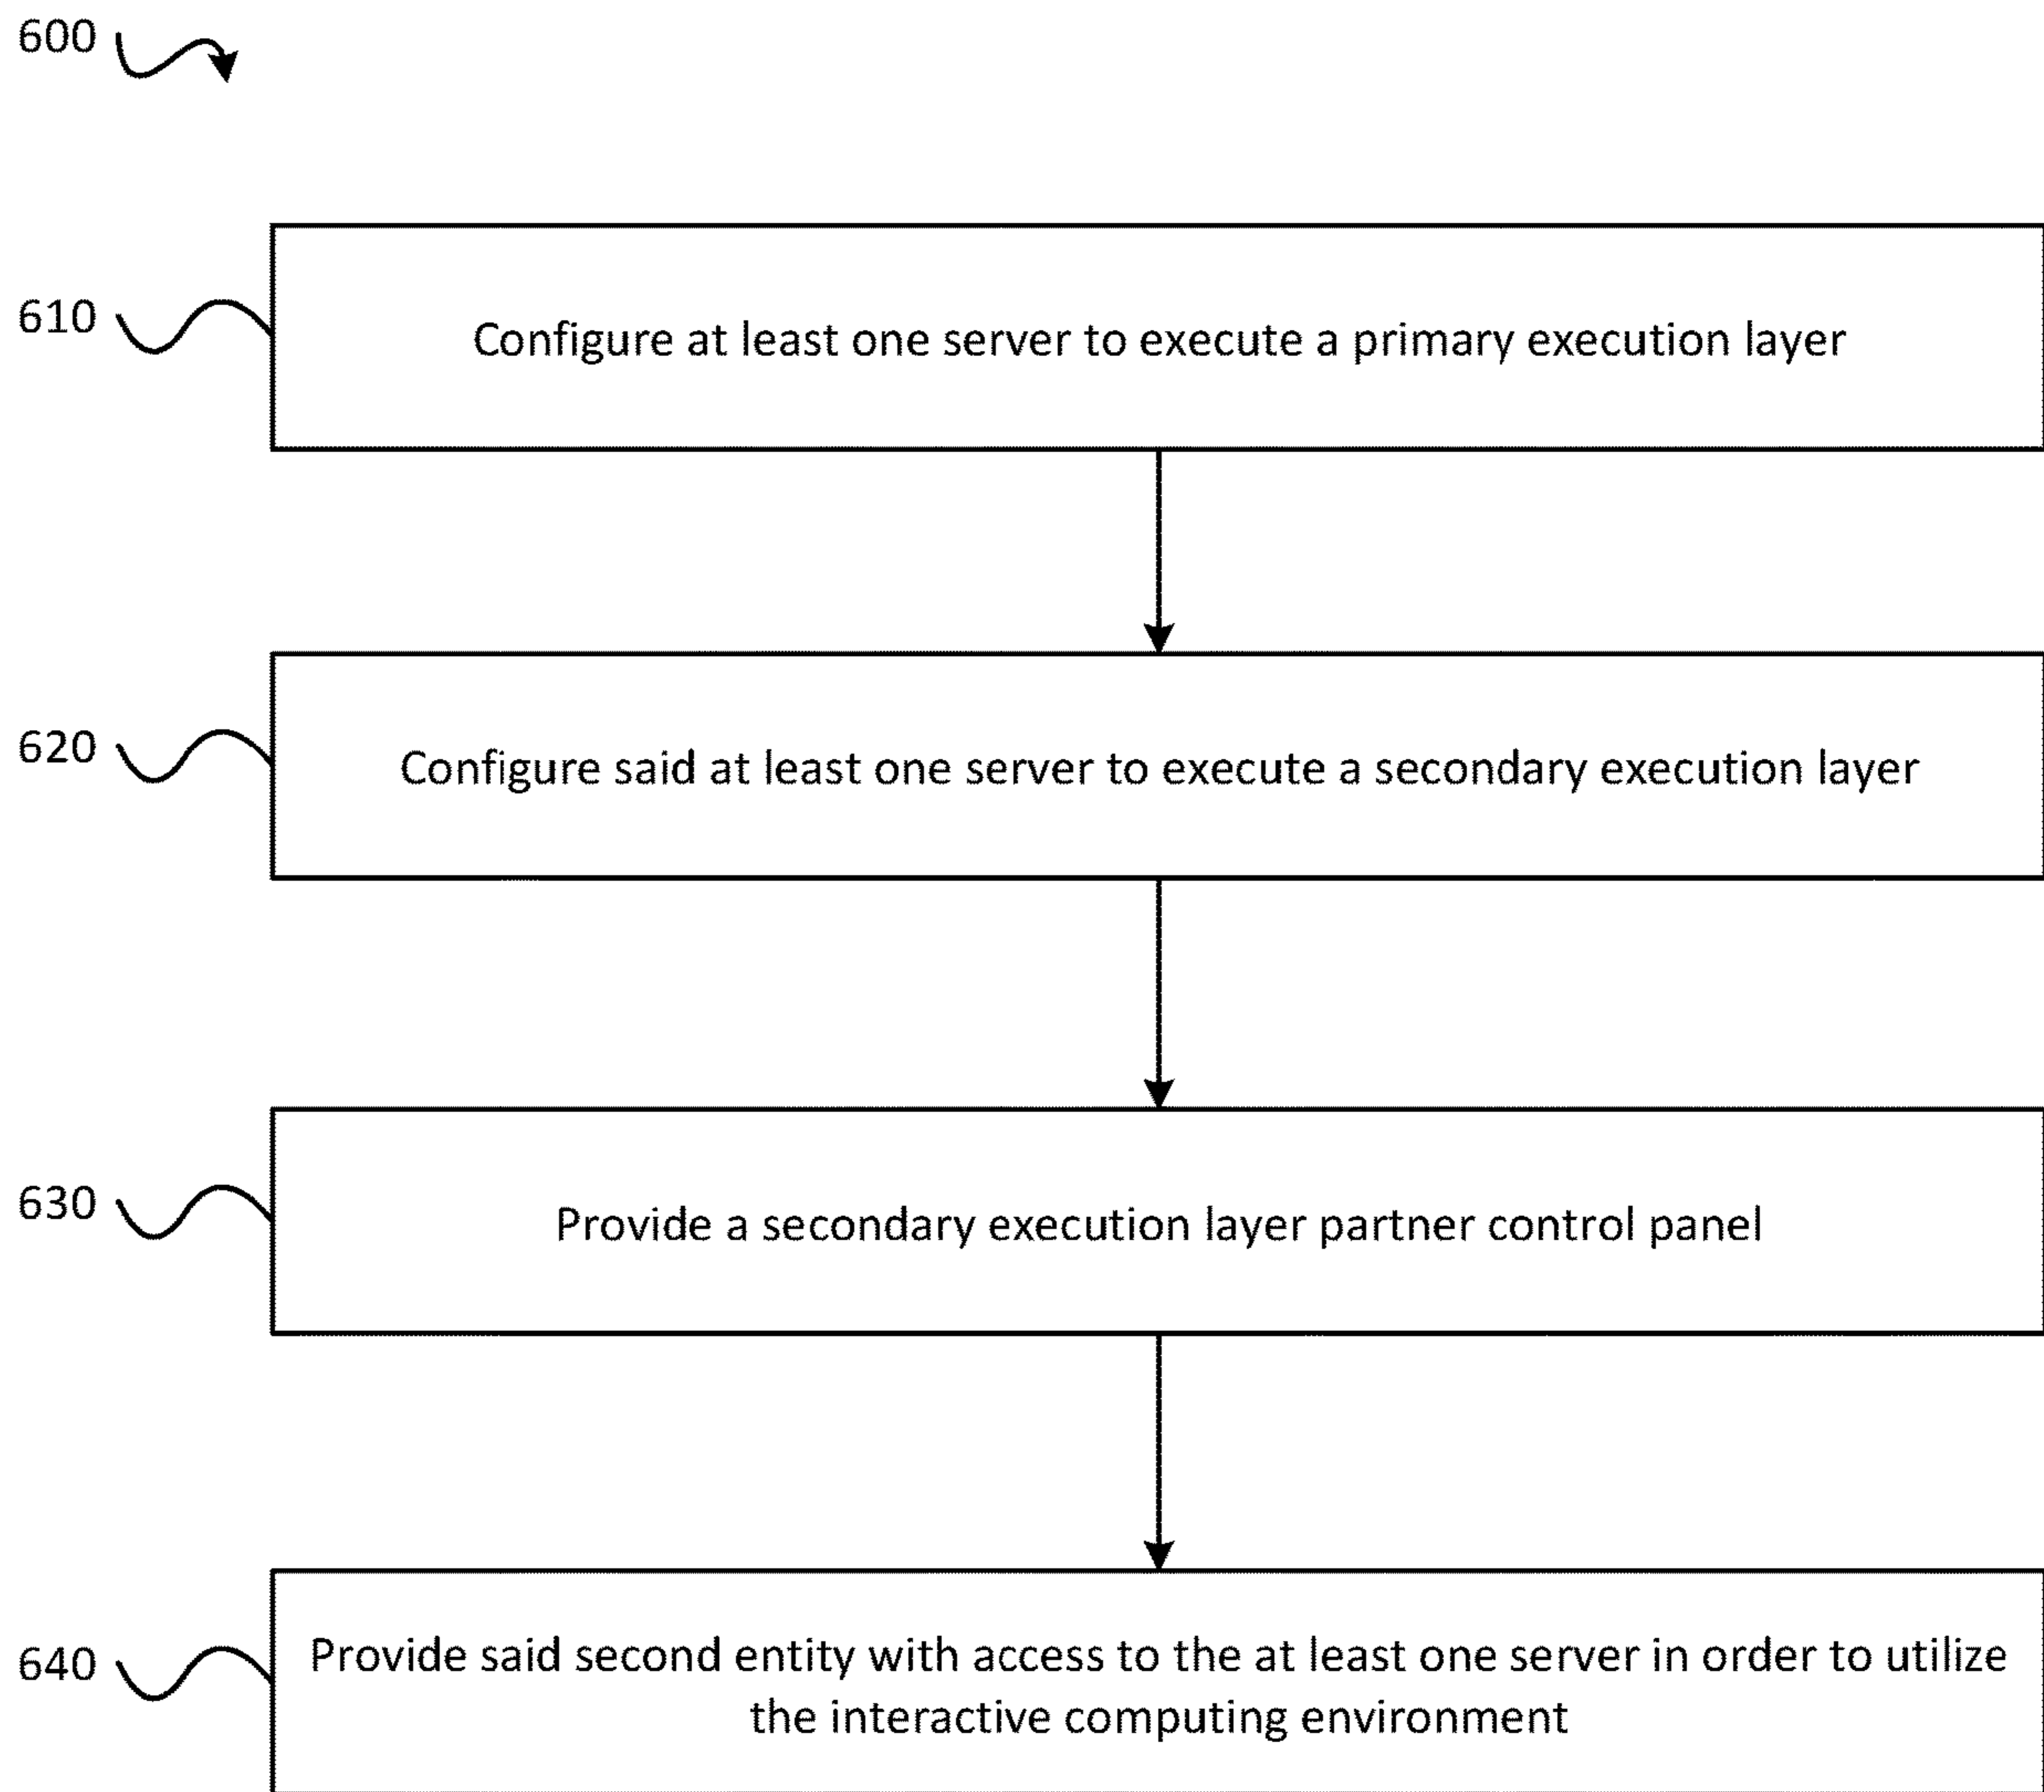 600
610
Configure at least one server to execute a primary execution layer
620
Configure said at least one server to execute a secondary execution layer
630
Provide a secondary execution layer partner control panel
640
Provide said second entity with access to the at least one server in order to utilize
the interactive computing environment